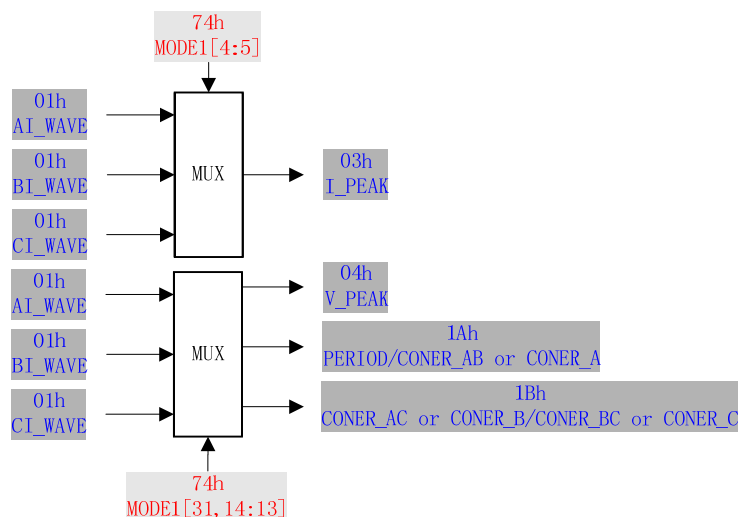 74h
MODE1[4:5]
01h
AI_WAVE
01h
BI_WAVE
01h
CI_WAVE
MUX
03h
I_PEAK
01h
AI_WAVE
01h
BI_WAVE
01h
CI_WAVE
MUX
04h
V_PEAK
1Ah
PERIOD/CONER_AB or CONER_A
1Bh
CONER_AC or CONER_B/CONER_BC or CONER_C
74h
MODE1[31,14:13]